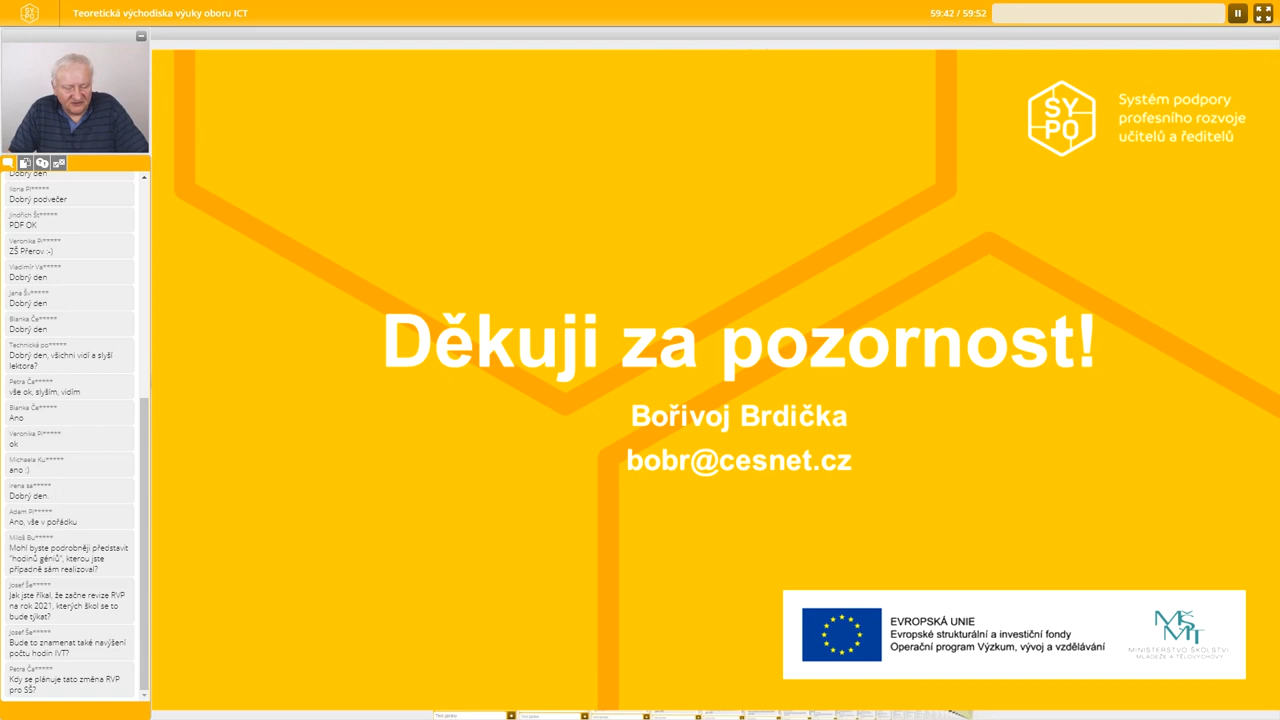 Teoretická východiska výuky oboru ICT
59:42 / 59:52
Dobrý den
Ilona Pl*****
Dobrý podvečer
Jindřich Št*****
PDF OK
Veronika Pi*****
ZŠ Přerov :-)
Vladimír Va*****
Dobrý den
Jana Šv*****
Dobrý den
Blanka Če*****
Dobrý den
Technická po*****
Dobrý den, všichni vidí a slyší
lektora?
Petra Ča*****
vše ok, slyším, vidím
Blanka Če*****
Ano
Veronika Pi*****
ok
Michaela Ku*****
ano :)
Irena sa*****
Dobrý den.
Adam Pl*****
Ano, vše v pořádku
Miloš Bu*****
Mohl byste podrobněji představit
"hodinů géniů", kterou jste
případně sám realizoval?
Josef Še*****
Jak jste říkal, že začne revize RVP
na rok 2021, kterých škol se to
bude týkat?
Josef Še*****
Bude to znamenat také navýšení
počtu hodin IVT?
Petra Ča*****
Kdy se plánuje tato změna RVP
pro SŠ?
SYPO
Systém podpory
profesního rozvoje
učitelů a ředitelů
Děkuji za pozornost!
Bořivoj Brdička
bobr@cesnet.cz
EVROPSKÁ UNIE
Evropské strukturální a investiční fondy
Operační program Výzkum, vývoj a vzdělávání
MŠMT
MINISTERSTVO ŠKOLSTVÍ
MLÁDEŽE A TĚLOVÝCHOVY